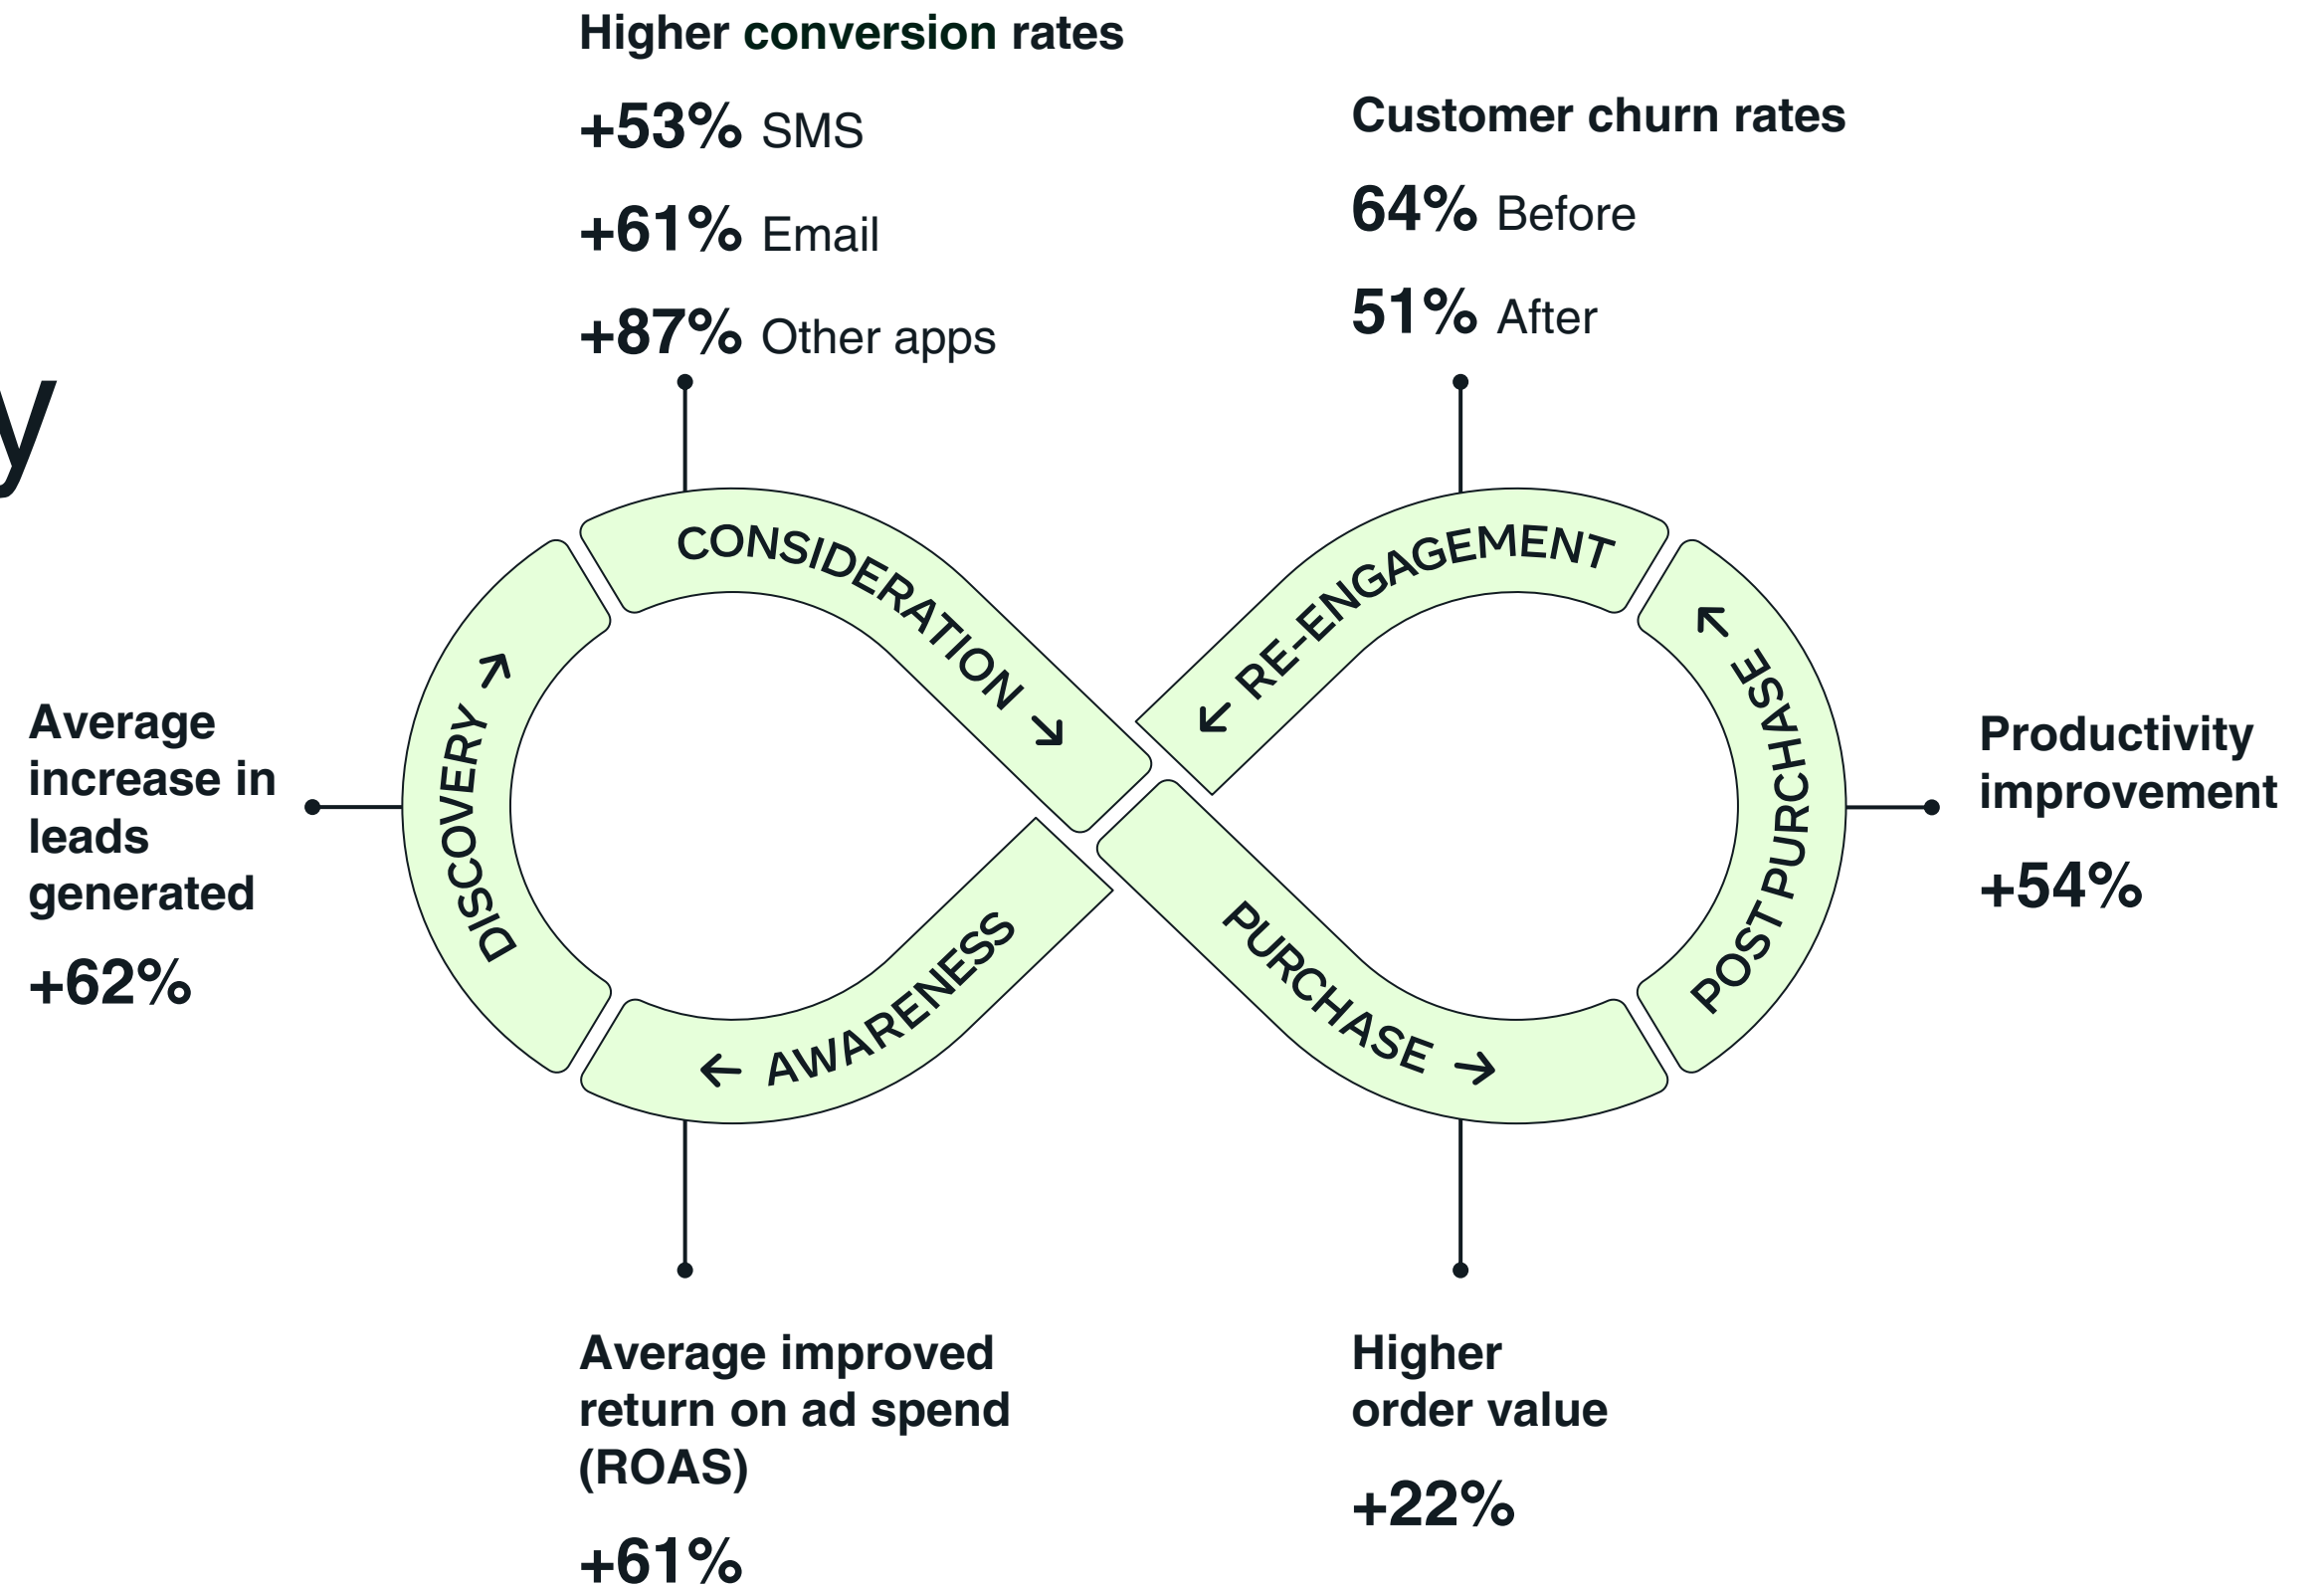 Higher conversion rates
+53% SMS
+61% Email
+87% Other apps
Customer churn rates
64% Before
51% After
y
CONSIDERATION →
← RE-ENGAGEMENT
DISCOVERY →
POST PURCHASE →
← AWARENESS
PURCHASE →
Average
increase in
leads
generated
+62%
Productivity
improvement
+54%
Average improved
return on ad spend
(ROAS)
+61%
Higher
order value
+22%